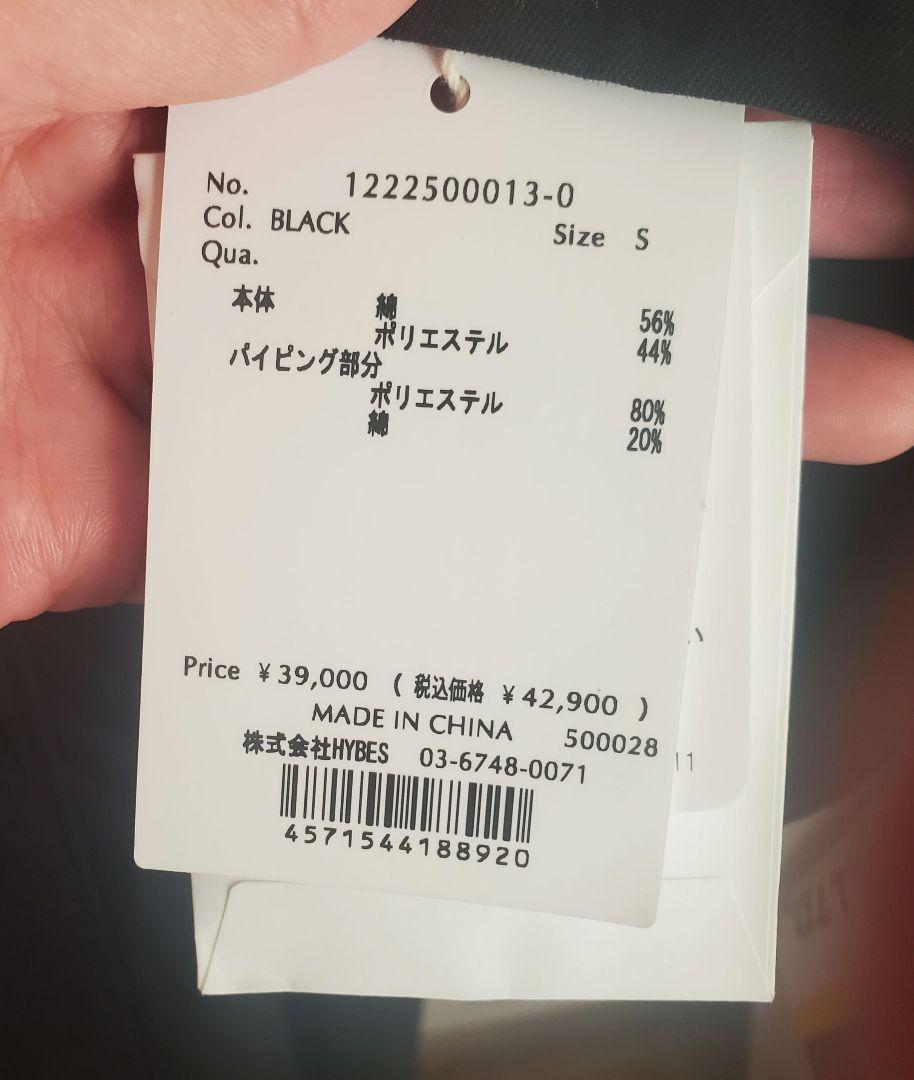 No. 1222500013-0
Col. BLACK Size S
Qua.
本体 綿 56%
ポリエステル 44%
パイピング部分
ポリエステル 80%
綿 20%
Price ¥39,000 (税込価格 ¥42,900)
MADE IN CHINA 500028
株式会社HYBES 03-6748-0071
4571544188920
い
11